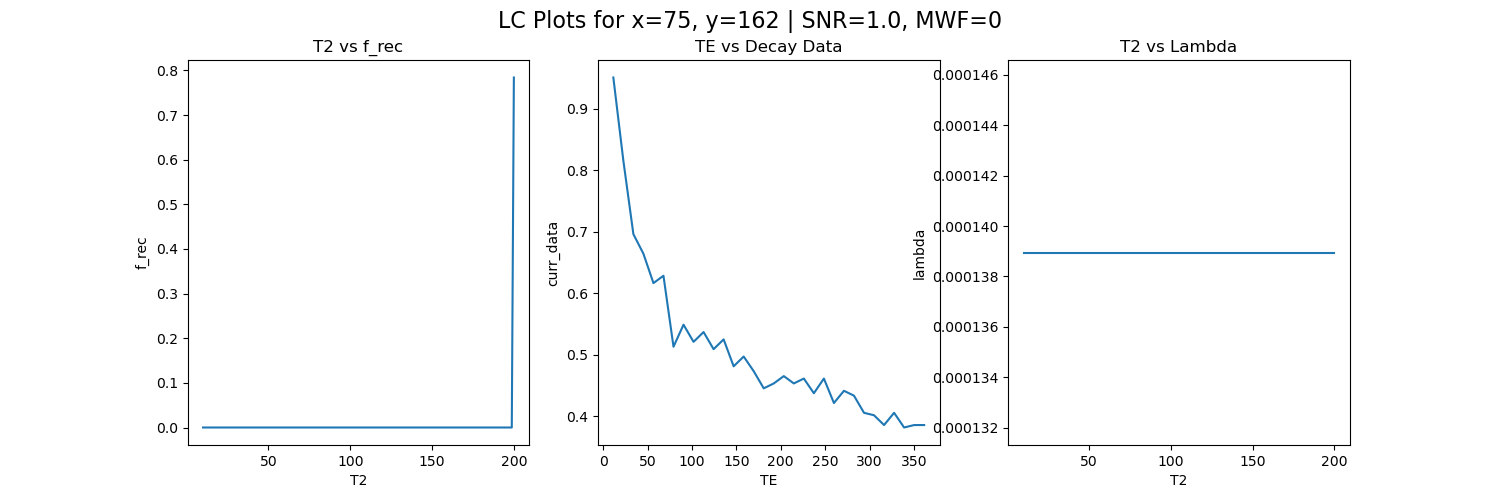 LC Plots for x=75, y=162 | SNR=1.0, MWF=0
T2 vs f_rec
0.8
0.7
0.6
0.5
0.4
0.3
0.2
0.1
0.0
f_rec
50 100 150 200
T2
TE vs Decay Data
0.9
0.8
0.7
0.6
0.5
0.4
curr_data
0 50 100 150 200 250 300 350
TE
T2 vs Lambda
0.000146
0.000144
0.000142
0.000140
0.000138
0.000136
0.000134
0.000132
lambda
50 100 150 200
T2